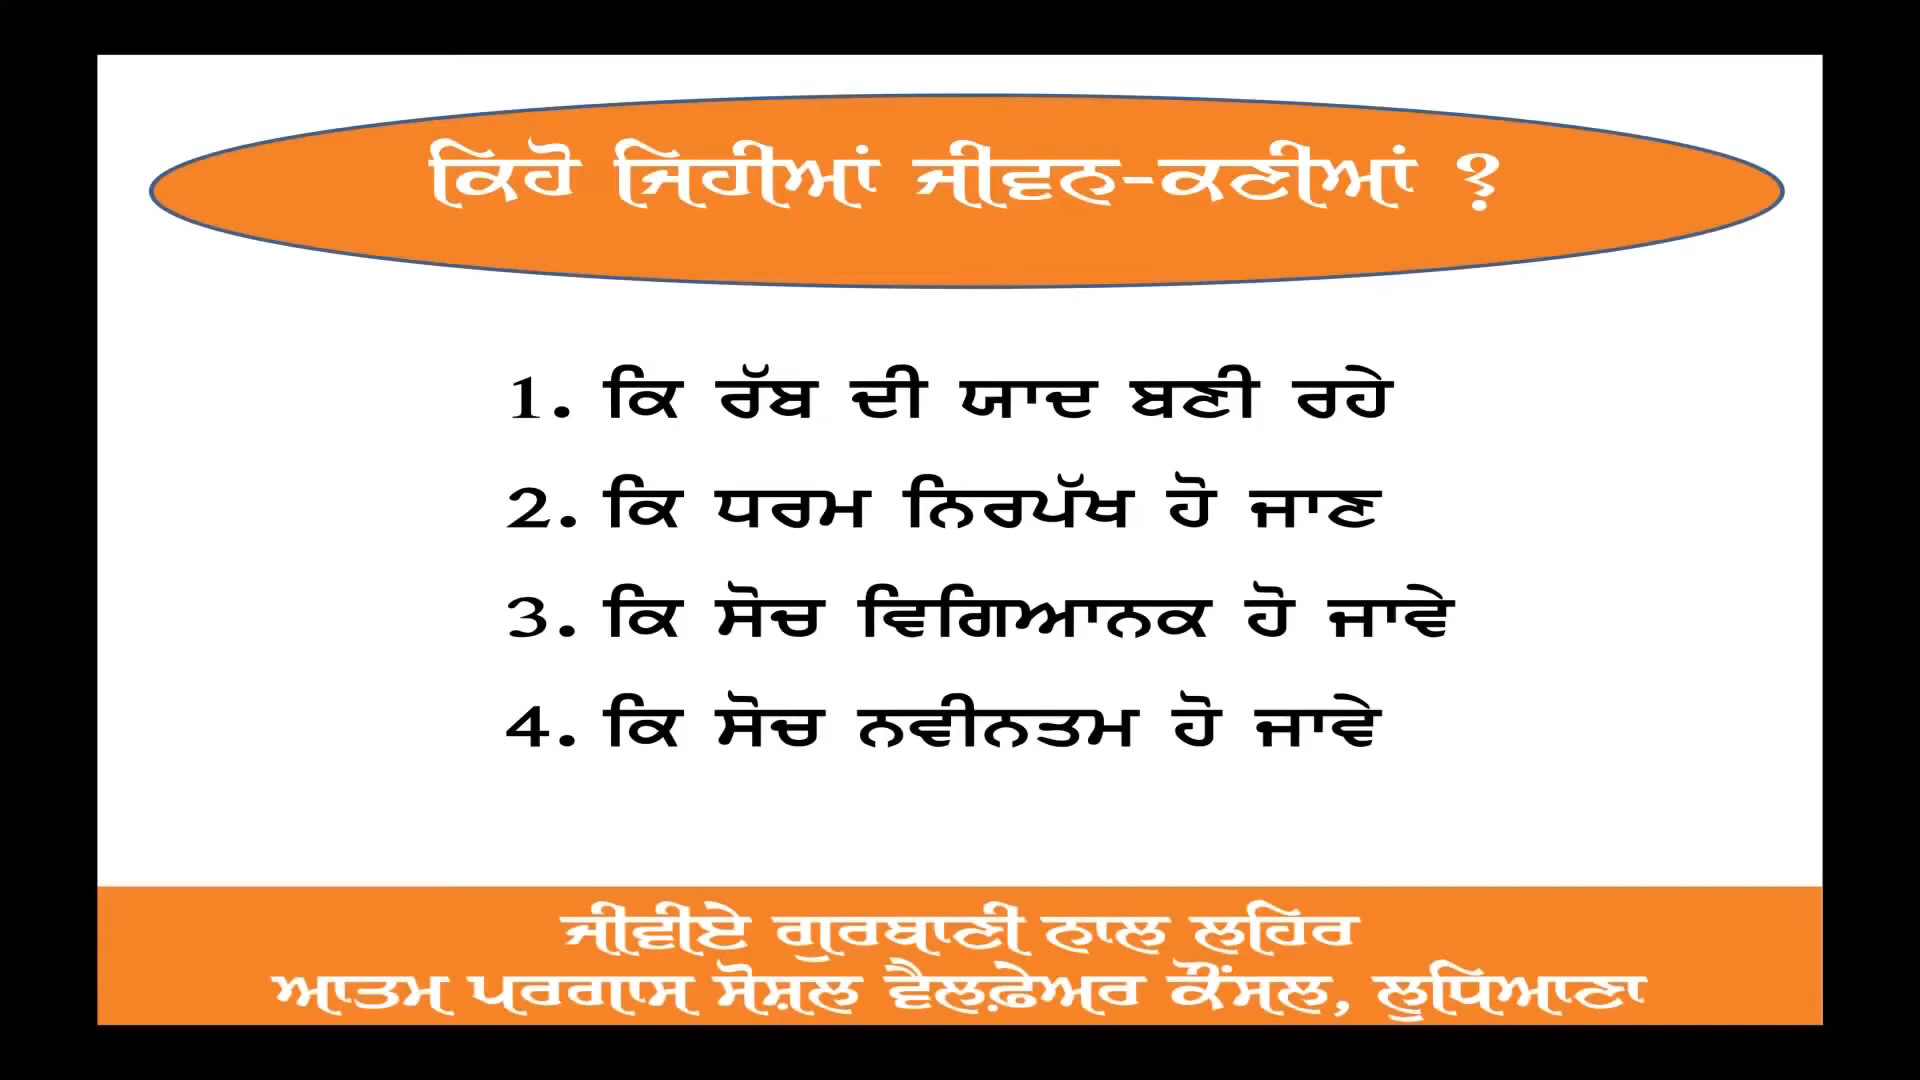 ਕਿਹੋ ਜਿਹੀਆਂ ਜੀਵਨ-ਕਣੀਆਂ ?
1. ਕਿ ਰੱਬ ਦੀ ਯਾਦ ਬਣੀ ਰਹੇ
2. ਕਿ ਧਰਮ ਨਿਰਪੱਖ ਹੋ ਜਾਣ
3. ਕਿ ਸੋਚ ਵਿਗਿਆਨਕ ਹੋ ਜਾਵੇ
4. ਕਿ ਸੋਚ ਨਵੀਨਤਮ ਹੋ ਜਾਵੇ
ਜੀਵੀਏ ਗੁਰਬਾਣੀ ਨਾਲ ਲਹਿਰ
ਆਤਮ ਪਰਗਾਸ ਸੋਸ਼ਲ ਵੈਲਫ਼ੇਅਰ ਕੌਂਸਲ, ਲੁਧਿਆਣਾ